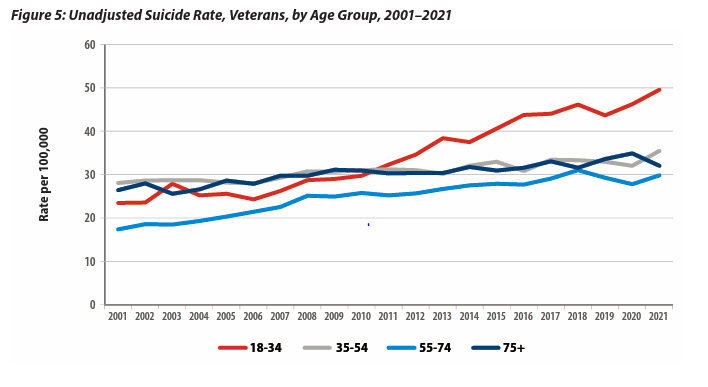 Figure 5: Unadjusted Suicide Rate, Veterans, by Age Group, 2001–2021
60
50
40
30
20
10
0
Rate per 100,000
2001 2002 2003 2004 2005 2006 2007 2008 2009 2010 2011 2012 2013 2014 2015 2016 2017 2018 2019 2020 2021
18-34 35-54 55-74 75+